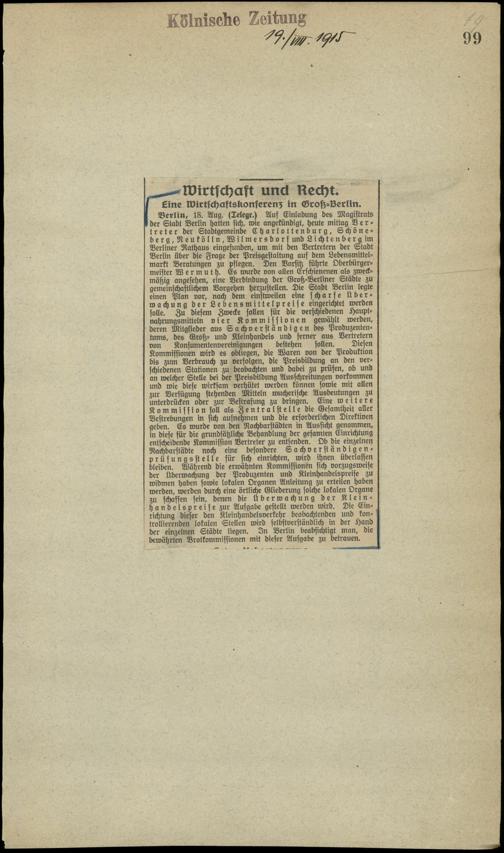 Kölnische Zeitung
19./VIII. 1915
99
Wirtschaft und Recht.
Eine Wirtschaftskonferenz in Groß-Berlin.
Berlin, 18. Aug. (Telegr.) Auf Einladung des Magistrats
der Stadt Berlin hatten sich, wie angekündigt, heute mittag Ver-
treter der Stadtgemeinde Charlottenburg, Schöne-
berg, Neukölln, Wilmersdorf und Lichtenberg im
Berliner Rathaus eingefunden, um mit den Vertretern der Stadt
Berlin über die Frage der Preisgestaltung auf dem Lebensmittel-
markt Beratungen zu pflegen. Den Vorsitz führte Oberbürger-
meister Wermuth. Es wurde von allen Erschienenen als zweck-
mäßig angesehen, eine Verbindung der Groß-Berliner Städte zu
gemeinschaftlichem Vorgehen herzustellen. Die Stadt Berlin legte
einen Plan vor, nach dem einstweilen eine scharfe Über-
wachung der Lebensmittelpreise eingerichtet werden
solle. Zu diesem Zwecke sollen für die verschiedenen Haupt-
nahrungsmitteln vier Kommissionen gewählt werden,
deren Mitglieder aus Sachverständigen des Produzenten-
tums, des Groß- und Kleinhandels und ferner aus Vertretern
von Konsumentenvereinigungen bestehen sollen. Diesen
Kommissionen wird es obliegen, die Waren von der Produktion
bis zum Verbrauch zu verfolgen, die Preisbildung an den ver-
schiedenen Stationen zu beobachten und dabei zu prüfen, ob und
an welcher Stelle bei der Preisbildung Ausschreitungen vorkommen
und wie diese wirksam verhütet werden können sowie mit allen
zur Verfügung stehenden Mitteln wucherische Ausbeutungen zu
unterdrücken oder zur Bestrafung zu bringen. Eine weitere
Kommission soll als Zentralstelle die Gesamtheit aller
Bestrebungen in sich aufnehmen und die erforderlichen Direktiven
geben. Es wurde von den Nachbarstädten in Aussicht genommen,
in diese für die grundsätzliche Behandlung der gesamten Einrichtung
entscheidende Kommission Vertreter zu entsenden. Ob die einzelnen
Nachbarstädte noch eine besondere Sachverständigen-
prüfungsstelle für sich einrichten, wird ihnen überlassen
bleiben. Während die erwähnten Kommissionen sich vorzugsweise
der Überwachung der Produzenten und Kleinhandelspreise zu
widmen haben sowie lokalen Organen Anleitung zu erteilen haben
werden, werden durch eine örtliche Gliederung solche lokalen Organe
zu schaffen sein, denen die Überwachung der Klein-
handelspreise zur Aufgabe gestellt werden wird. Die Ein-
richtung dieser den Kleinhandelsverkehr beobachtenden und kon-
trollierenden lokalen Stellen wird selbstverständlich in der Hand
der einzelnen Städte liegen. In Berlin beabsichtigt man, die
bewährten Brotkommissionen mit dieser Aufgabe zu betrauen.